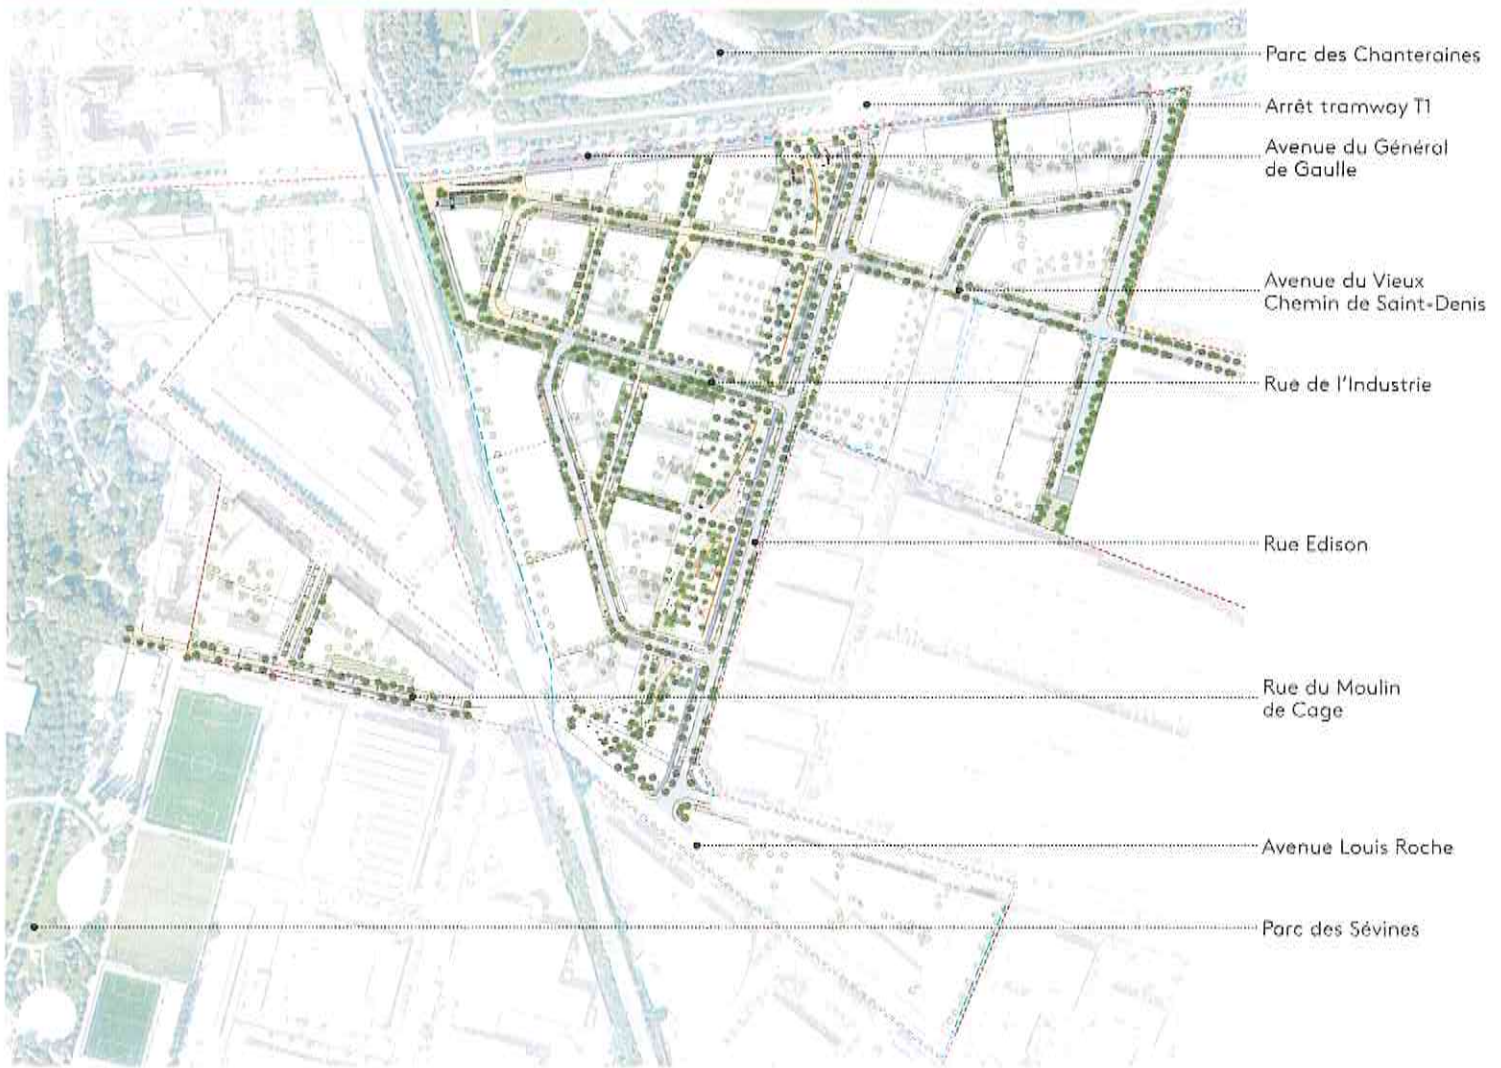 Parc des Chanteraines
Arrêt tramway T1
Avenue du Général
de Gaulle
Avenue du Vieux
Chemin de Saint-Denis
Rue de l'Industrie
Rue Edison
Rue du Moulin
de Cage
Avenue Louis Roche
Parc des Sévines